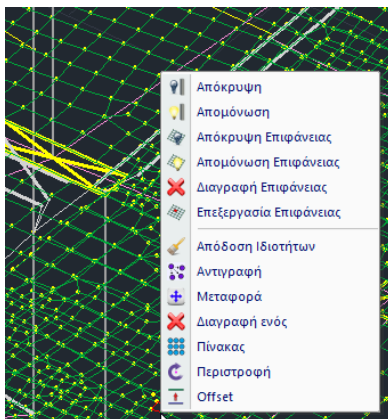 Απόκρυψη
Απομόνωση
Απόκρυψη Επιφάνειας
Απομόνωση Επιφάνειας
Διαγραφή Επιφάνειας
Επεξεργασία Επιφάνειας
Απόδοση Ιδιοτήτων
Αντιγραφή
Μεταφορά
Διαγραφή ενός
Πίνακας
Περιστροφή
Offset